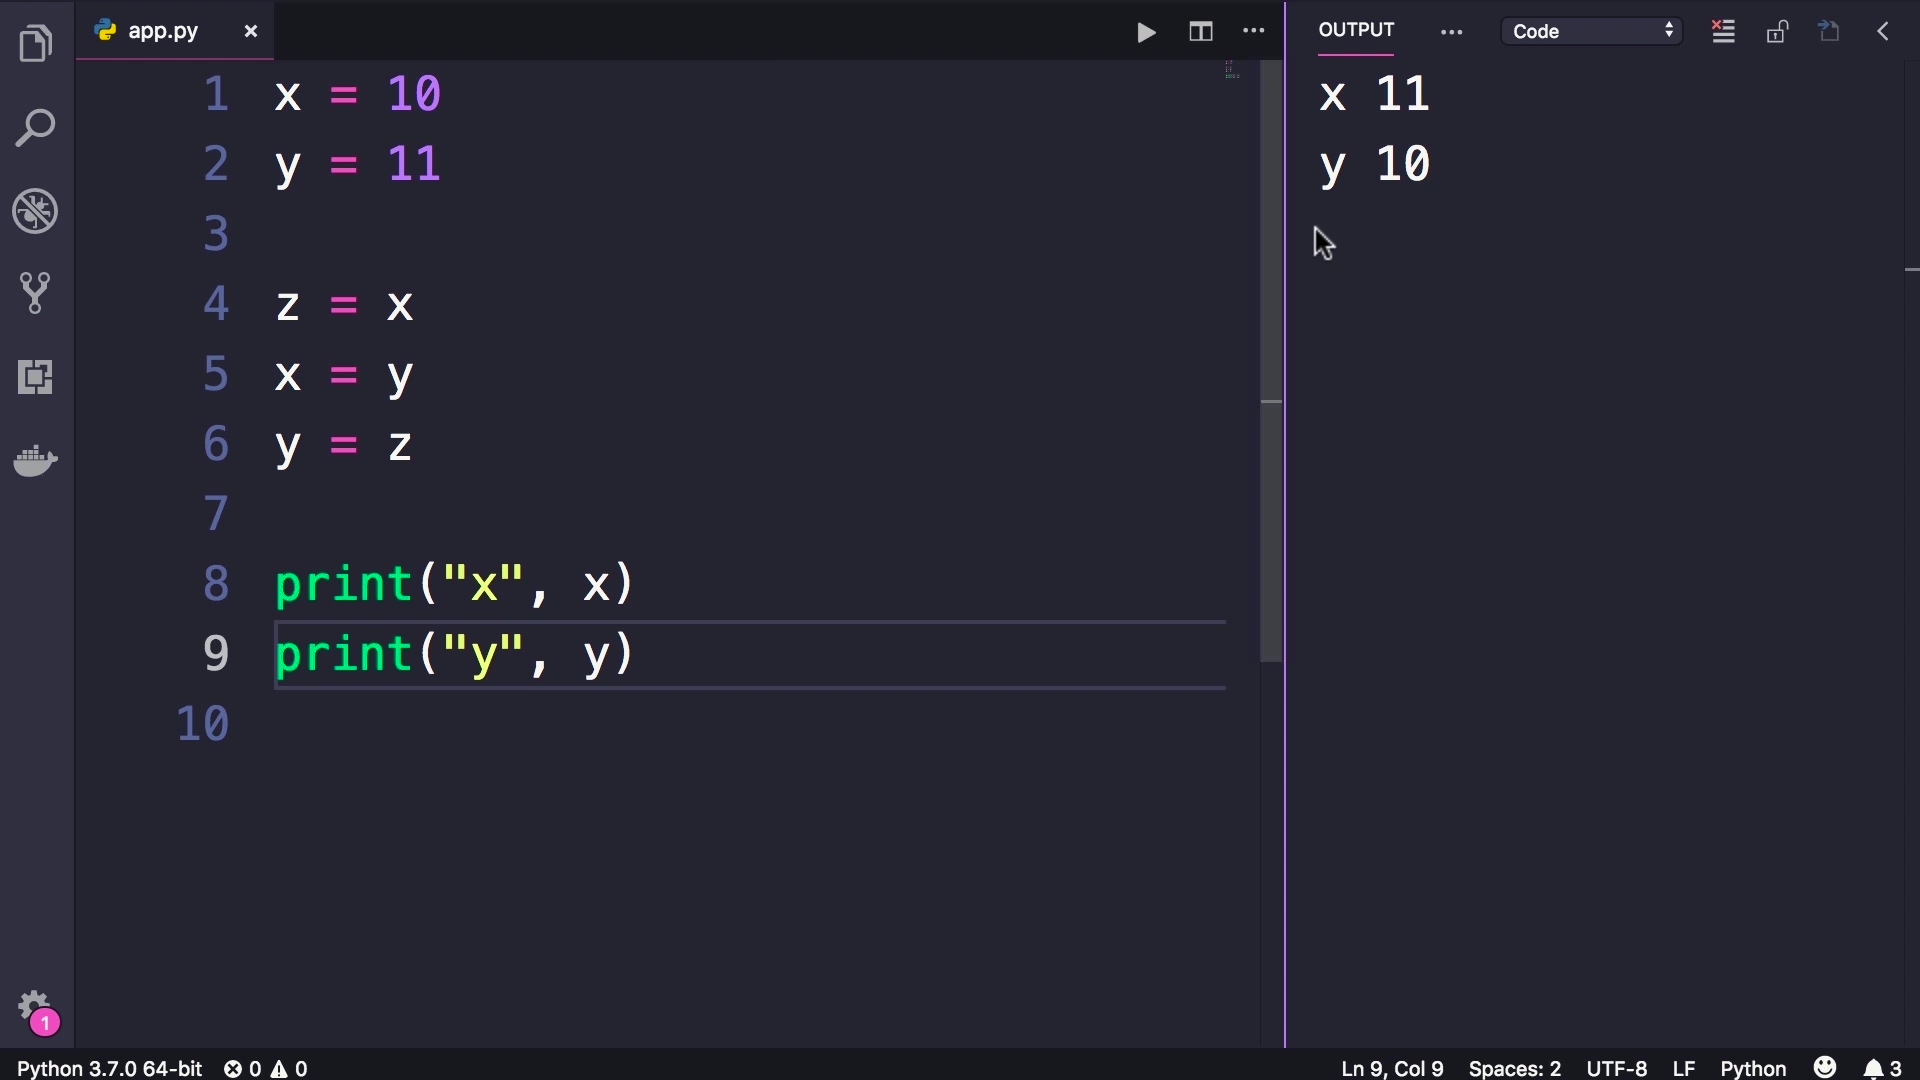 app.py
OUTPUT
Code
1 x = 10
2 y = 11
3
4 z = x
5 x = y
6 y = z
7
8 print("x", x)
9 print("y", y)
10
x 11
y 10
1
Python 3.7.0 64-bit 0 0
Ln 9, Col 9 Spaces: 2 UTF-8 LF Python 3